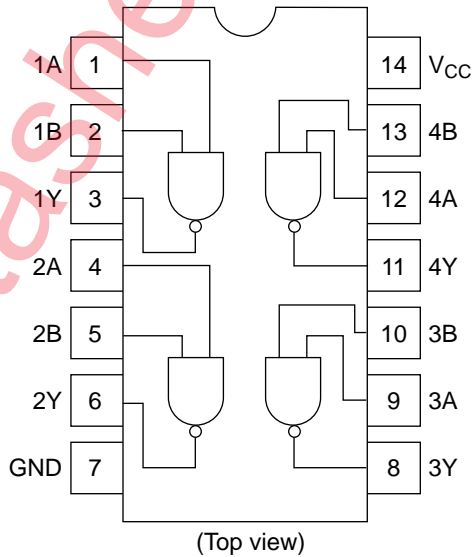 1A 1 14 VCC
1B 2 13 4B
1Y 3 12 4A
2A 4 11 4Y
2B 5 10 3B
2Y 6 9 3A
GND 7 8 3Y
(Top view)